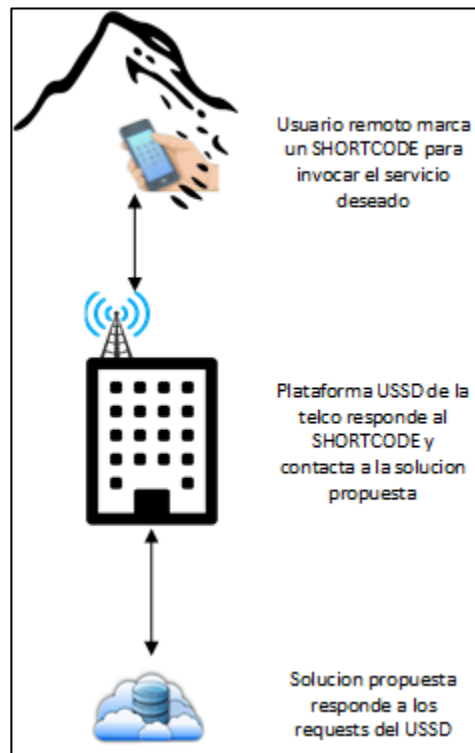 Usuario remoto marca
un SHORTCODE para
invocar el servicio
deseado
Plataforma USSD de la
telco responde al
SHORTCODE y
contacta a la solucion
propuesta
Solucion propuesta
responde a los
requests del USSD